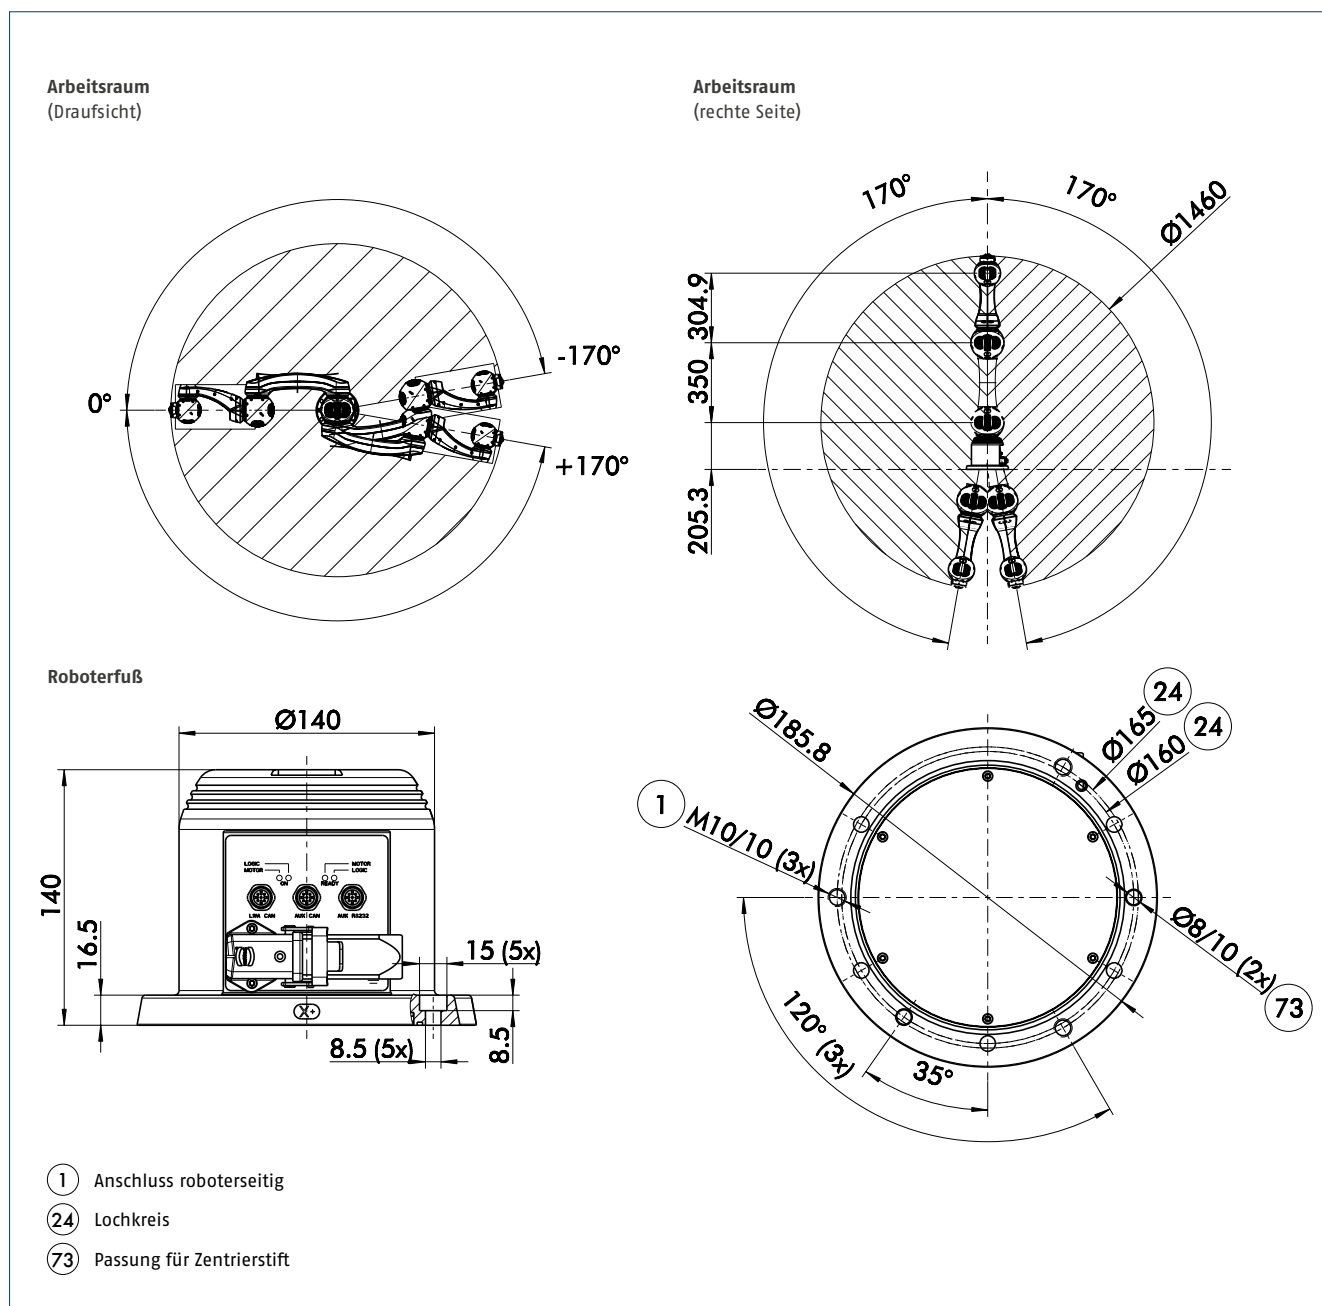 Arbeitsraum
(Draufsicht)
0°
-170°
+170°
Arbeitsraum
(rechte Seite)
170°
170°
Ø1460
304.9
350
205.3
Roboterfuß
Ø140
140
16.5
LOGIC
MOTOR
ON
MOTOR
LOGIC
READY
LWA CAN
AUX CAN
AUX RS232
X+
15 (5x)
8.5 (5x)
8.5
Ø185.8
24
Ø165
24
Ø160
1
M10/10 (3x)
Ø8/10 (2x)
73
120° (3x)
35°
1 Anschluss roboterseitig
24 Lochkreis
73 Passung für Zentrierstift